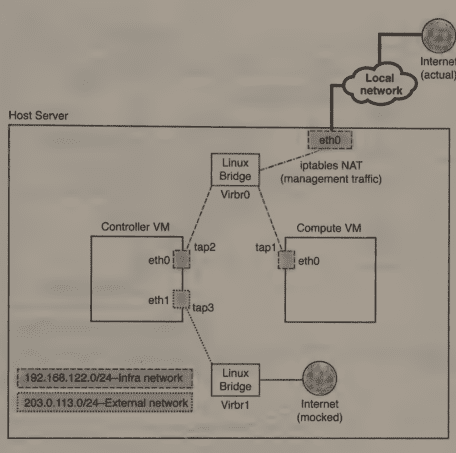 Internet
(actual)
Local
network
Host Server
eth0
Linux
Bridge
Virbr0
iptables NAT
(management traffic)
Controller VM
tap2
eth0
eth1
tap3
tap1
Compute VM
eth0
192.168.122.0/24–Infra network
203.0.113.0/24–External network
Linux
Bridge
Virbr1
Internet
(mocked)